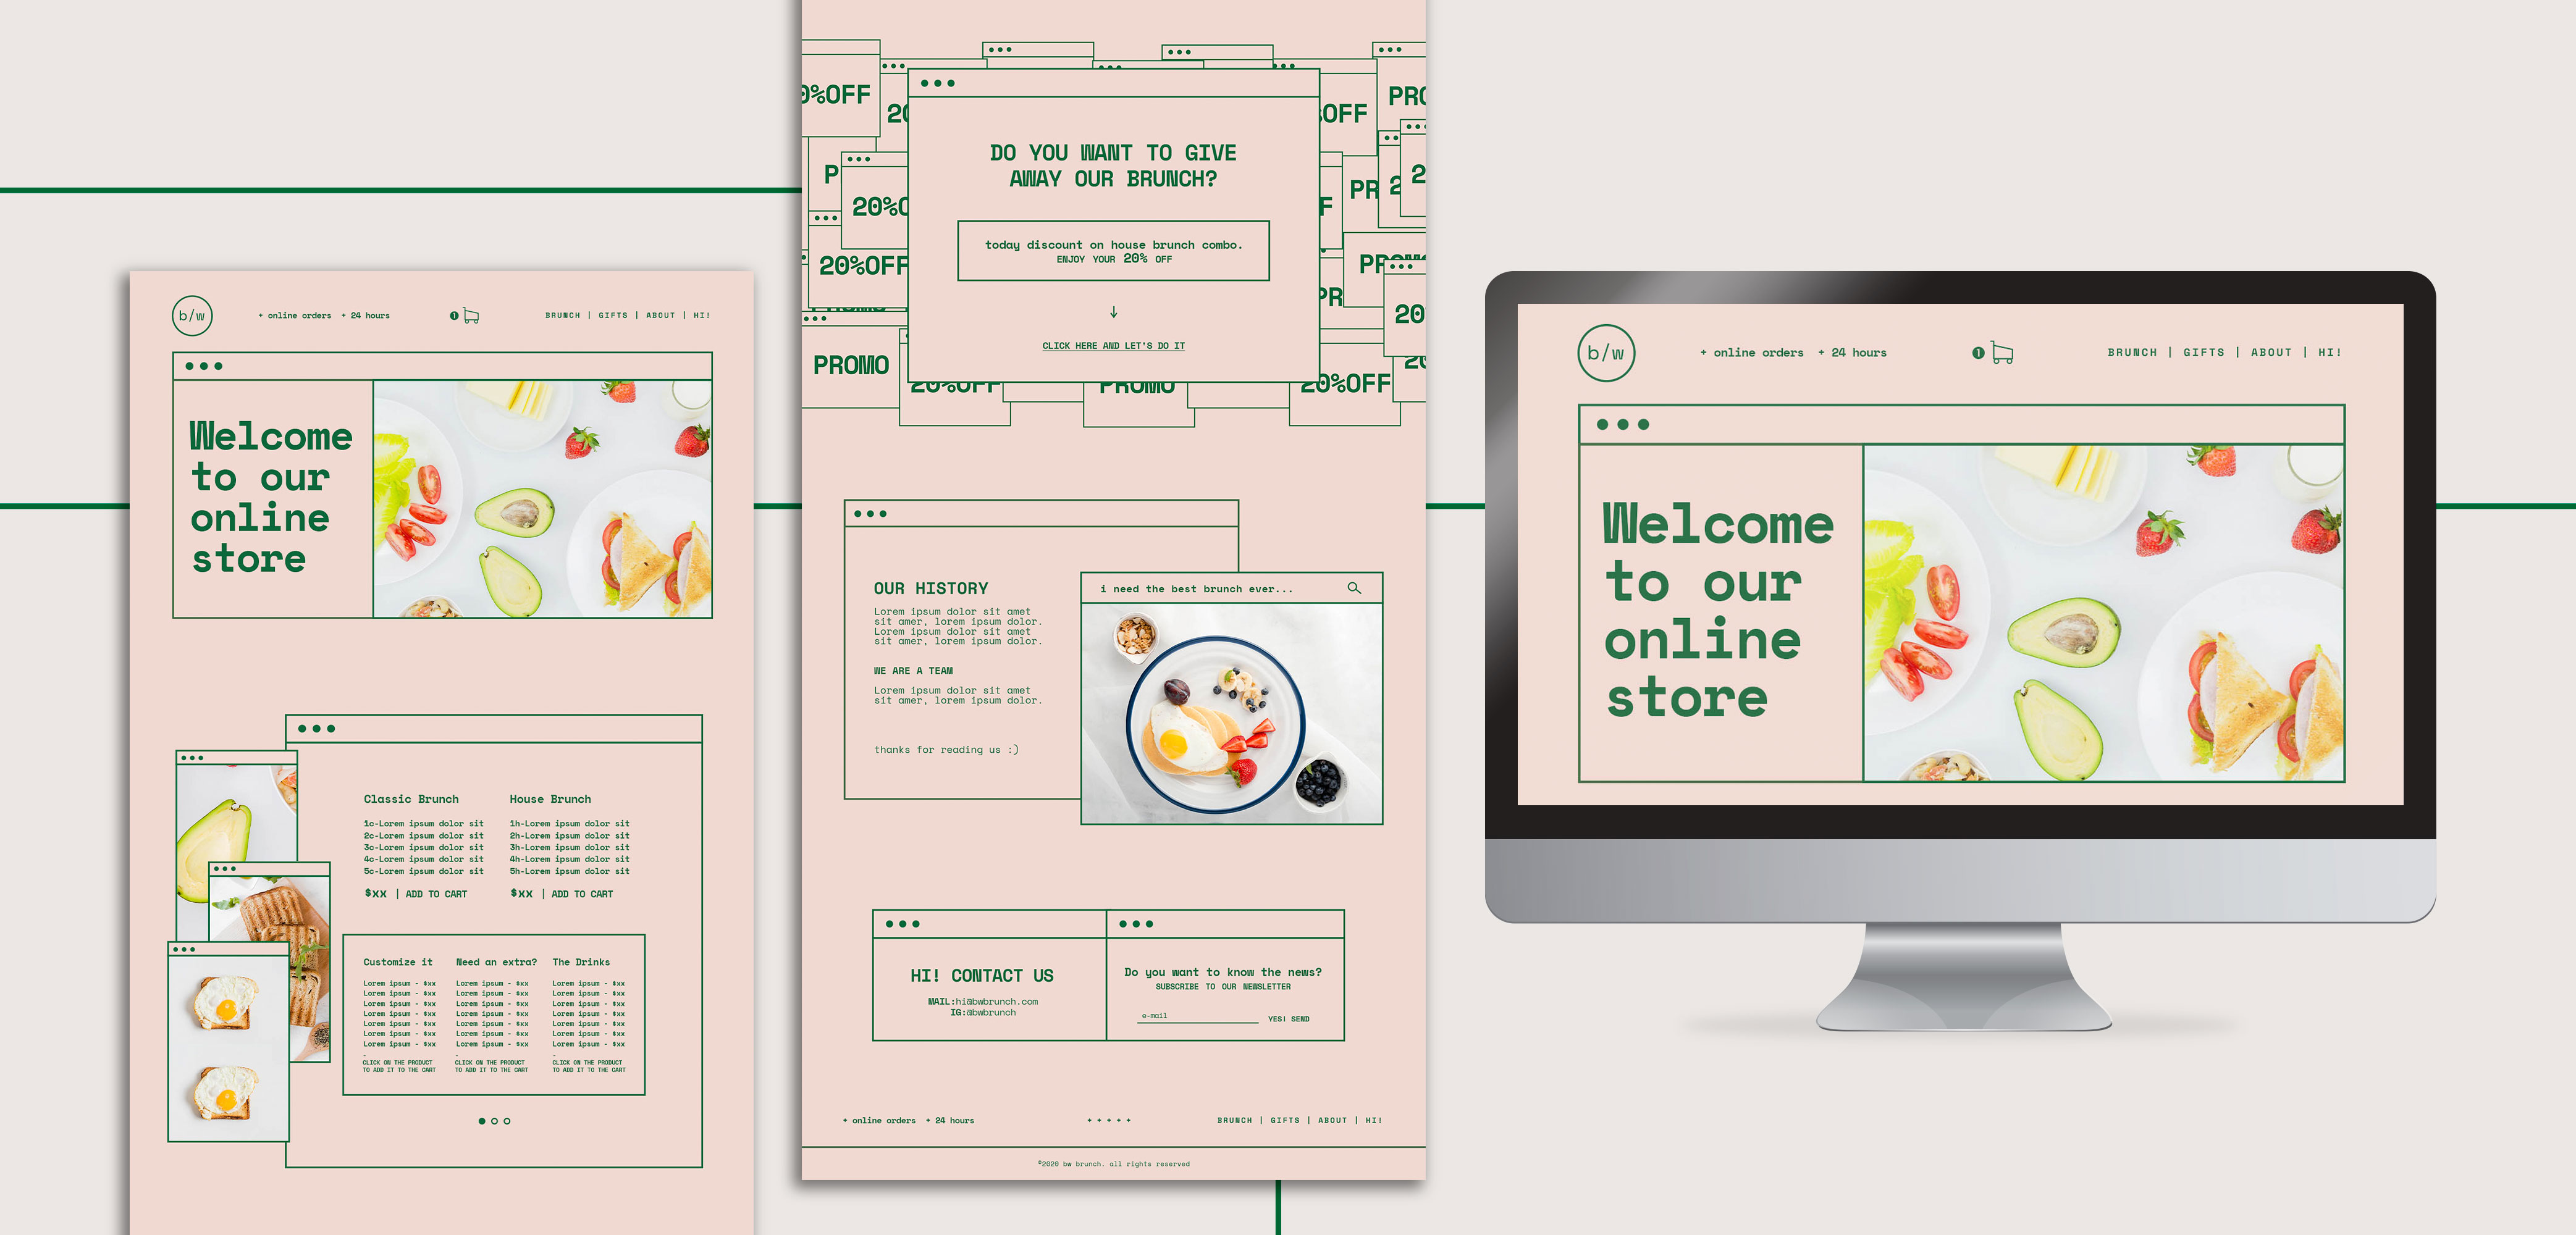 b/w
+ online orders + 24 hours
1
BRUNCH | GIFTS | ABOUT | HI!
Welcome
to our
online
store
Classic Brunch
1c-Lorem ipsum dolor sit
2c-Lorem ipsum dolor sit
3c-Lorem ipsum dolor sit
4c-Lorem ipsum dolor sit
5c-Lorem ipsum dolor sit
$xx | ADD TO CART
House Brunch
1h-Lorem ipsum dolor sit
2h-Lorem ipsum dolor sit
3h-Lorem ipsum dolor sit
4h-Lorem ipsum dolor sit
5h-Lorem ipsum dolor sit
$xx | ADD TO CART
Customize it
Lorem ipsum - $xx
Lorem ipsum - $xx
Lorem ipsum - $xx
Lorem ipsum - $xx
Lorem ipsum - $xx
Lorem ipsum - $xx
Lorem ipsum - $xx
-
CLICK ON THE PRODUCT
TO ADD IT TO THE CART
Need an extra?
Lorem ipsum - $xx
Lorem ipsum - $xx
Lorem ipsum - $xx
Lorem ipsum - $xx
Lorem ipsum - $xx
Lorem ipsum - $xx
Lorem ipsum - $xx
-
CLICK ON THE PRODUCT
TO ADD IT TO THE CART
The Drinks
Lorem ipsum - $xx
Lorem ipsum - $xx
Lorem ipsum - $xx
Lorem ipsum - $xx
Lorem ipsum - $xx
Lorem ipsum - $xx
Lorem ipsum - $xx
-
CLICK ON THE PRODUCT
TO ADD IT TO THE CART
0%OFF
20
%OFF
PRO
P
20%O
F
PR
2
2
20%OFF
PR
PROMO
20
PROMO
20%OFF
PROMO
20%OFF
20
DO YOU WANT TO GIVE
AWAY OUR BRUNCH?
today discount on house brunch combo.
ENJOY YOUR 20% OFF
↓
CLICK HERE AND LET'S DO IT
OUR HISTORY
Lorem ipsum dolor sit amet
sit amer, lorem ipsum dolor.
Lorem ipsum dolor sit amet
sit amer, lorem ipsum dolor.
WE ARE A TEAM
Lorem ipsum dolor sit amet
sit amer, lorem ipsum dolor.
thanks for reading us :)
i need the best brunch ever...
HI! CONTACT US
MAIL:hi@bwbrunch.com
IG:@bwbrunch
Do you want to know the news?
SUBSCRIBE TO OUR NEWSLETTER
e-mail
YES! SEND
+ online orders + 24 hours
+ + + + +
BRUNCH | GIFTS | ABOUT | HI!
©2020 bw brunch. all rights reserved
b/w
+ online orders + 24 hours
1
BRUNCH | GIFTS | ABOUT | HI!
Welcome
to our
online
store